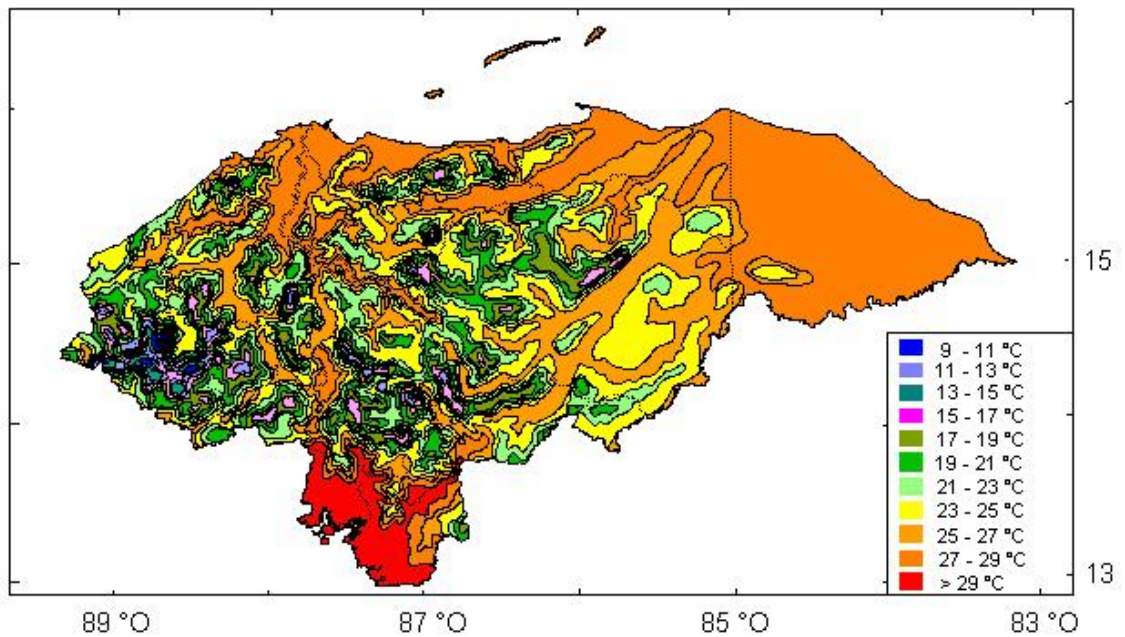 15
9 - 11 °C
11 - 13 °C
13 - 15 °C
15 - 17 °C
17 - 19 °C
19 - 21 °C
21 - 23 °C
23 - 25 °C
25 - 27 °C
27 - 29 °C
> 29 °C
13
89 °O 87 °O 85 °O 83 °O